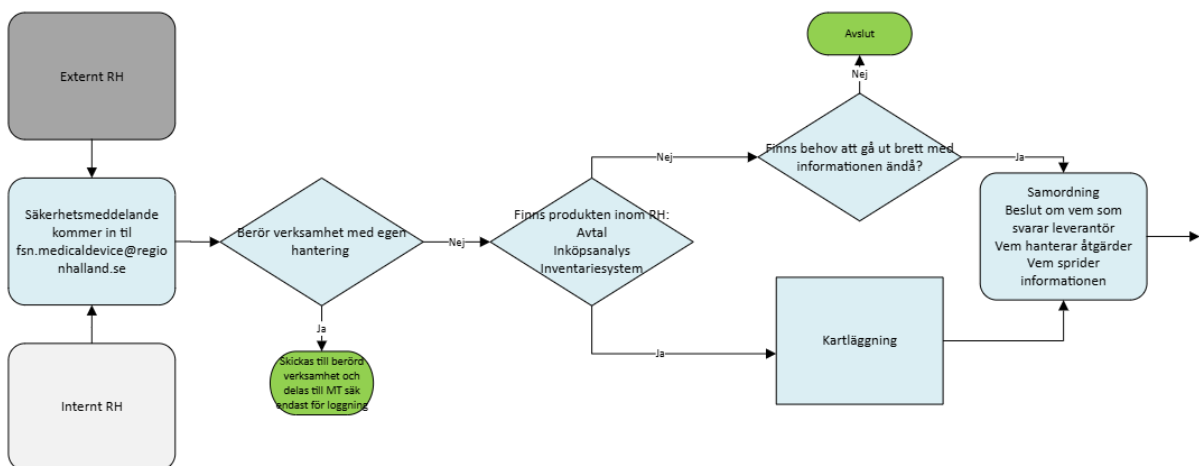 Externt RH
Säkerhetsmeddelande
kommer in til
fsn.medicaldevice@regio
nhalland.se
Internt RH
Berör verksamhet med egen
hantering
Ja
Skickas till berörd
verksamhet och
delas till MT säk
endast för loggning
Nej
Finns produkten inom RH:
Avtal
Inköpsanalys
Inventariesystem
Nej
Finns behov att gå ut brett med
informationen ändå?
Nej
Avslut
Ja
Ja
Kartläggning
Samordning
Beslut om vem som
svarar leverantör
Vem hanterar åtgärder
Vem sprider
informationen